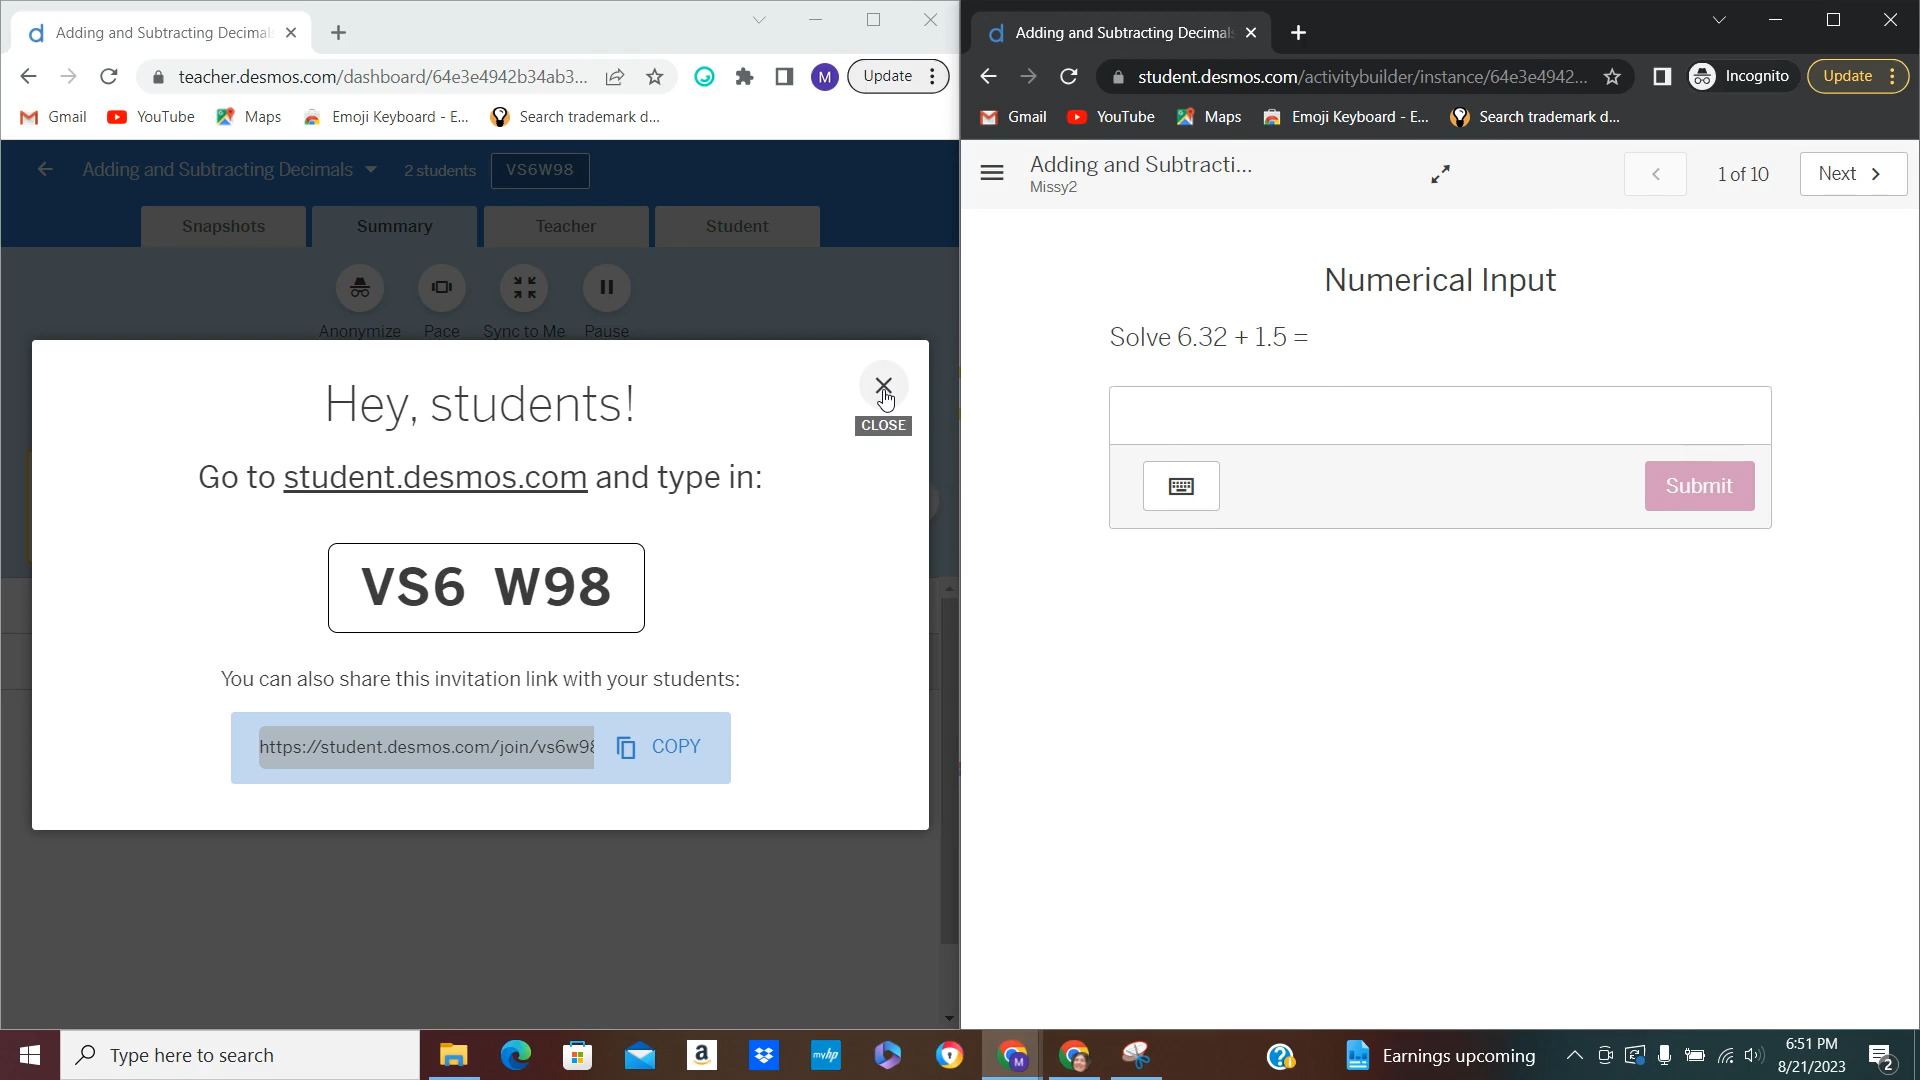 Adding and Subtracting Decimal
teacher.desmos.com/dashboard/64e3e4942b34ab3...
M
Update
Gmail
YouTube
Maps
Emoji Keyboard - E...
Search trademark d...
Adding and Subtracting Decimals
2 students
VS6W98
Snapshots
Summary
Teacher
Student
Anonymize
Pace
Sync to Me
Pause
Hey, students!
CLOSE
Go to student.desmos.com and type in:
VS6 W98
You can also share this invitation link with your students:
https://student.desmos.com/join/vs6w98
COPY
Adding and Subtracting Decimal
student.desmos.com/activitybuilder/instance/64e3e4942...
Incognito
Update
Gmail
YouTube
Maps
Emoji Keyboard - E...
Search trademark d...
Adding and Subtracti...
Missy2
1 of 10
Next
Numerical Input
Solve 6.32 + 1.5 =
Submit
Type here to search
a
myhp
M
Earnings upcoming
6:51 PM
8/21/2023
2